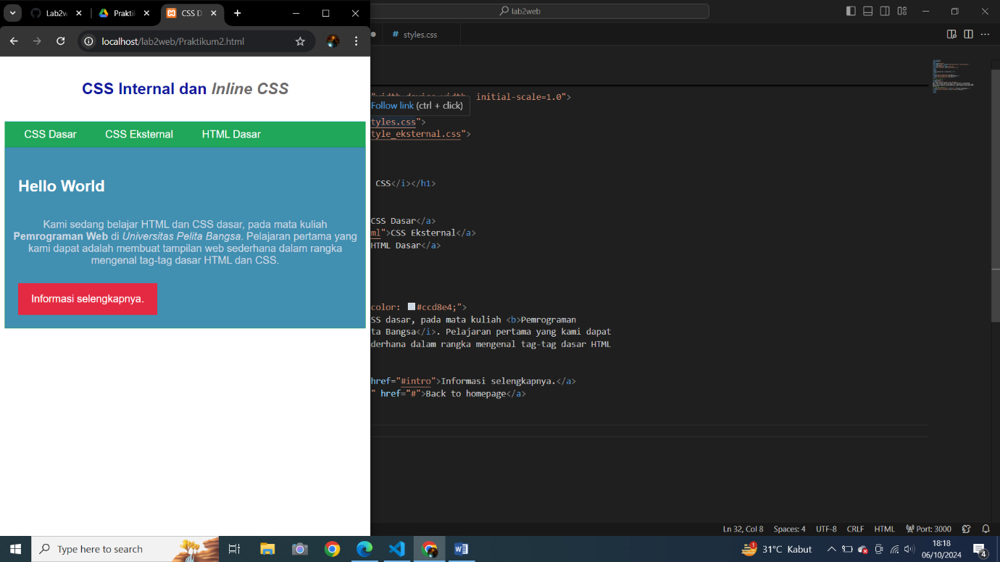 Lab2w
Prakti
CSS D
lab2web
localhost/lab2web/Praktikum2.html
# styles.css
CSS Internal dan Inline CSS
CSS Dasar CSS Eksternal HTML Dasar
Hello World
Kami sedang belajar HTML dan CSS dasar, pada mata kuliah
Pemrograman Web di Universitas Pelita Bangsa. Pelajaran pertama yang
kami dapat adalah membuat tampilan web sederhana dalam rangka
mengenal tag-tag dasar HTML dan CSS.
Informasi selengkapnya.
"width=device-width, initial-scale=1.0">
Follow link (ctrl + click)
tyles.css">
tyle_eksternal.css">
CSS</i></h1>
CSS Dasar</a>
ml">CSS Eksternal</a>
HTML Dasar</a>
color: #ccd8e4;">
SS dasar, pada mata kuliah <b>Pemrograman
ta Bangsa</i>. Pelajaran pertama yang kami dapat
derhana dalam rangka mengenal tag-tag dasar HTML
href="#intro">Informasi selengkapnya.</a>
" href="#">Back to homepage</a>
Ln 32, Col 8 Spaces: 4 UTF-8 CRLF HTML Port: 3000
Type here to search
1
31°C Kabut
18:18
06/10/2024
4